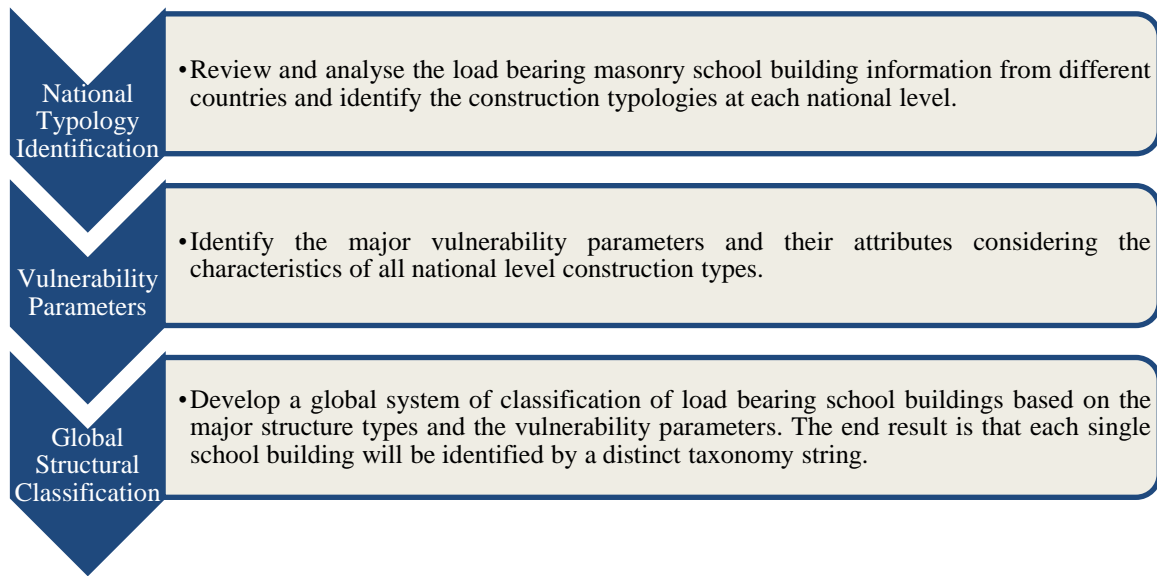 National
Typology
Identification
•Review and analyse the load bearing masonry school building information from different
countries and identify the construction typologies at each national level.
Vulnerability
Parameters
•Identify the major vulnerability parameters and their attributes considering the
characteristics of all national level construction types.
Global
Structural
Classification
•Develop a global system of classification of load bearing school buildings based on the
major structure types and the vulnerability parameters. The end result is that each single
school building will be identified by a distinct taxonomy string.